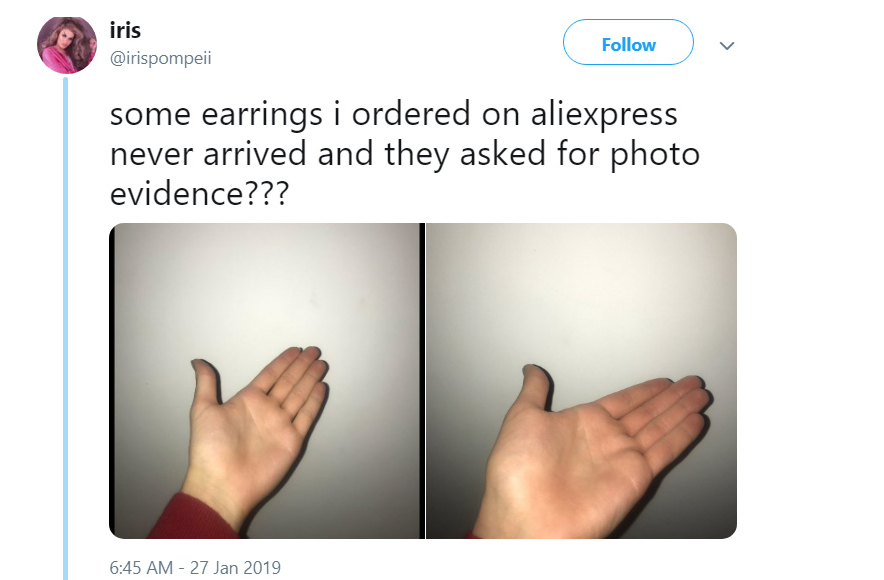 iris
@irispompeii
Follow
some earrings i ordered on aliexpress
never arrived and they asked for photo
evidence???
6:45 AM - 27 Jan 2019